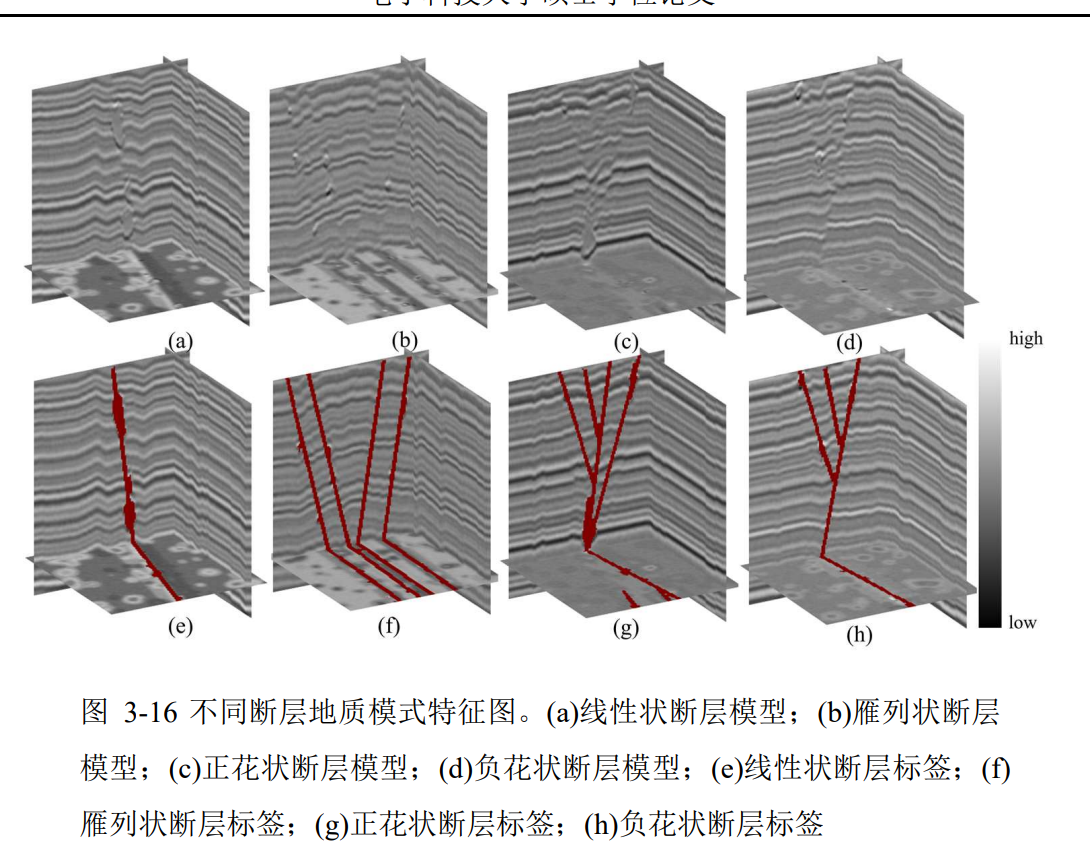 (a)
(b)
(c)
(d)
high
low
(e)
(f)
(g)
(h)
图 3-16 不同断层地质模式特征图。(a)线性状断层模型；(b)雁列状断层
模型；(c)正花状断层模型；(d)负花状断层模型；(e)线性状断层标签；(f)
雁列状断层标签；(g)正花状断层标签；(h)负花状断层标签